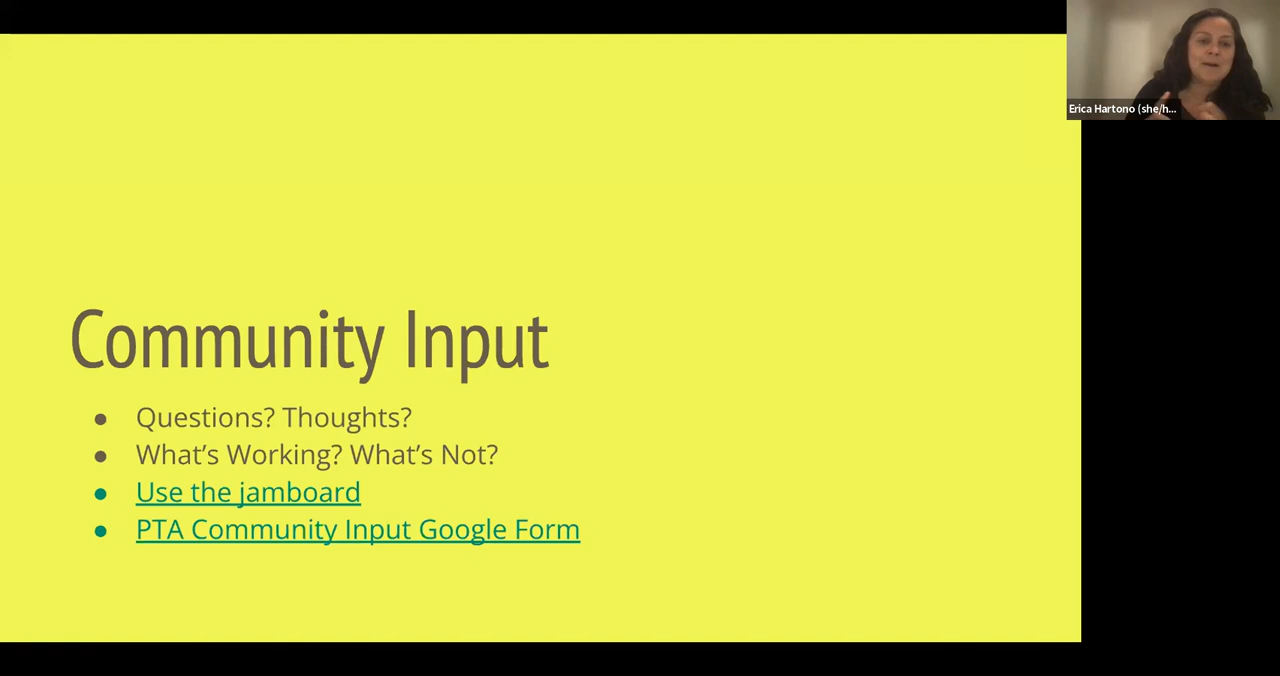 Erica Hartono (she/h...
Community Input
● Questions? Thoughts?
● What's Working? What's Not?
● Use the jamboard
● PTA Community Input Google Form